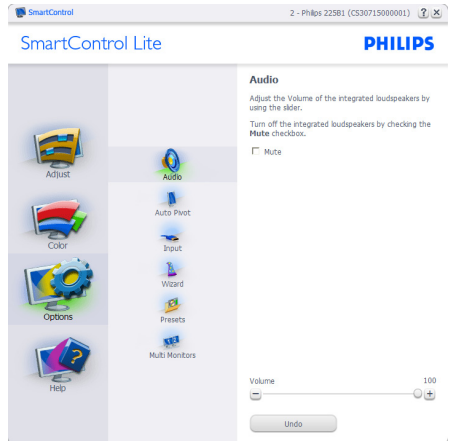 SmartControl
2 - Philips 225B1 (CS30715000001)
? X
SmartControl Lite
PHILIPS
Adjust
Color
Options
?
Help
Audio
Auto Pivot
Input
Wizard
Presets
Multi Monitors
Audio
Adjust the Volume of the integrated loudspeakers by
using the slider.
Turn off the integrated loudspeakers by checking the
Mute checkbox.
Mute
Volume 100
− +
Undo